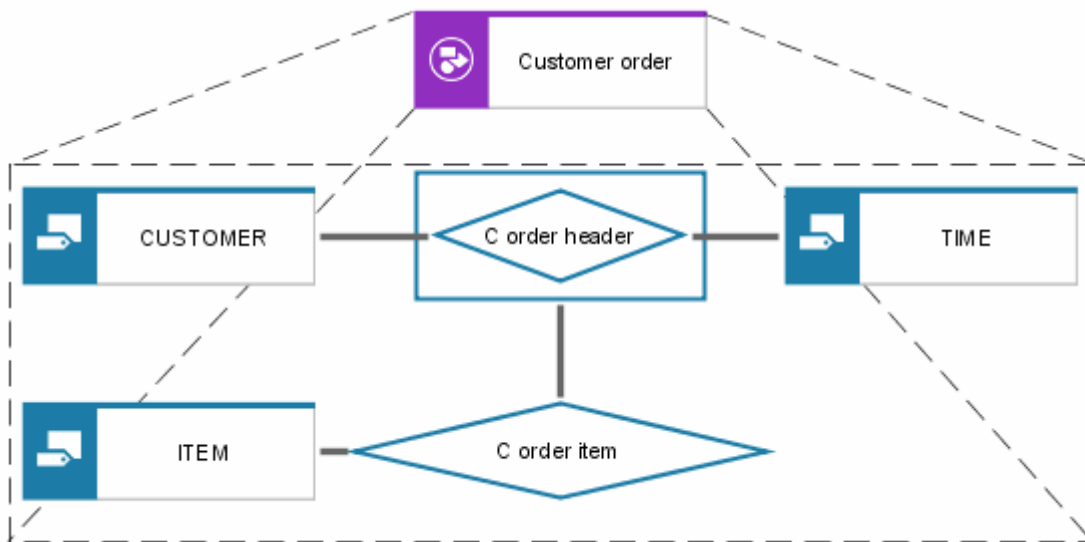 Customer order
CUSTOMER
C order header
TIME
ITEM
C order item